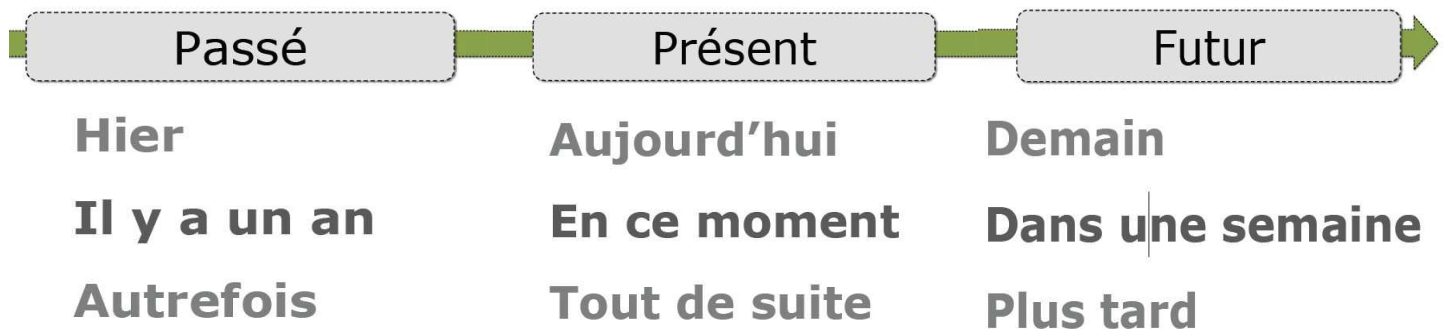 Passé Présent Futur
Hier Aujourd’hui Demain
Il y a un an En ce moment Dans une semaine
Autrefois Tout de suite Plus tard